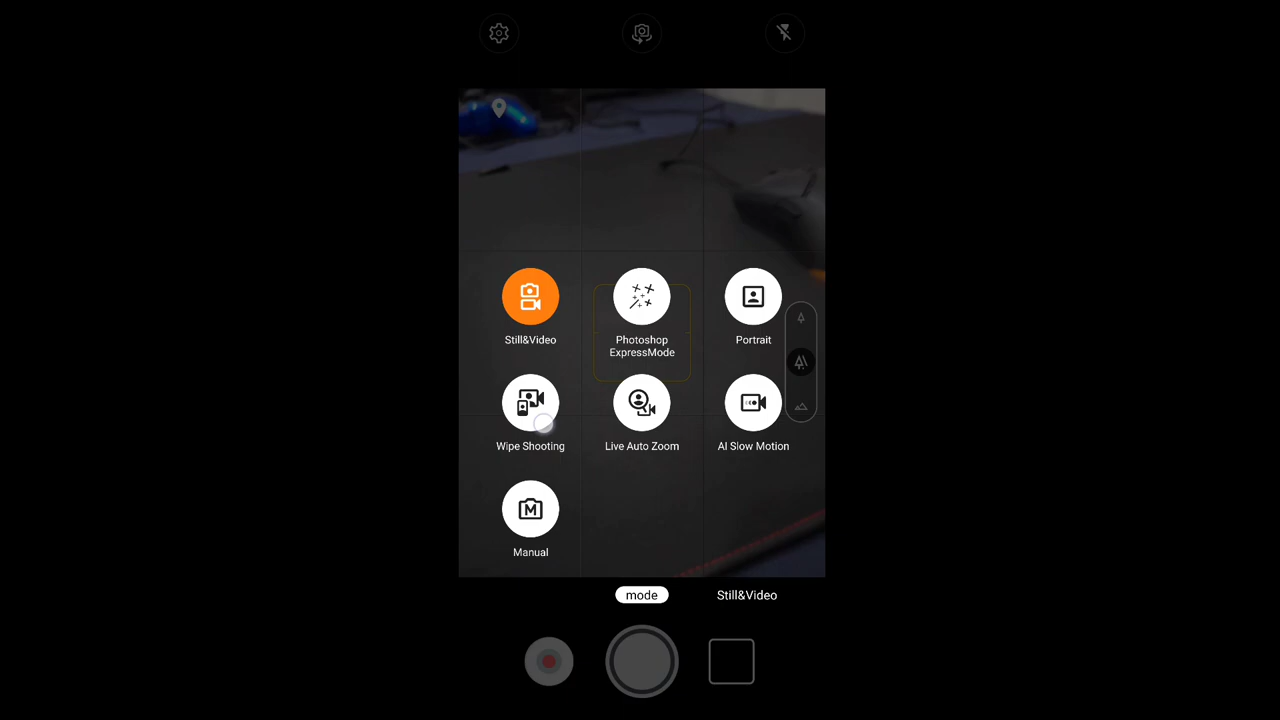 Still&Video
Photoshop
ExpressMode
Portrait
Wipe Shooting
Live Auto Zoom
AI Slow Motion
M
Manual
mode
Still&Video